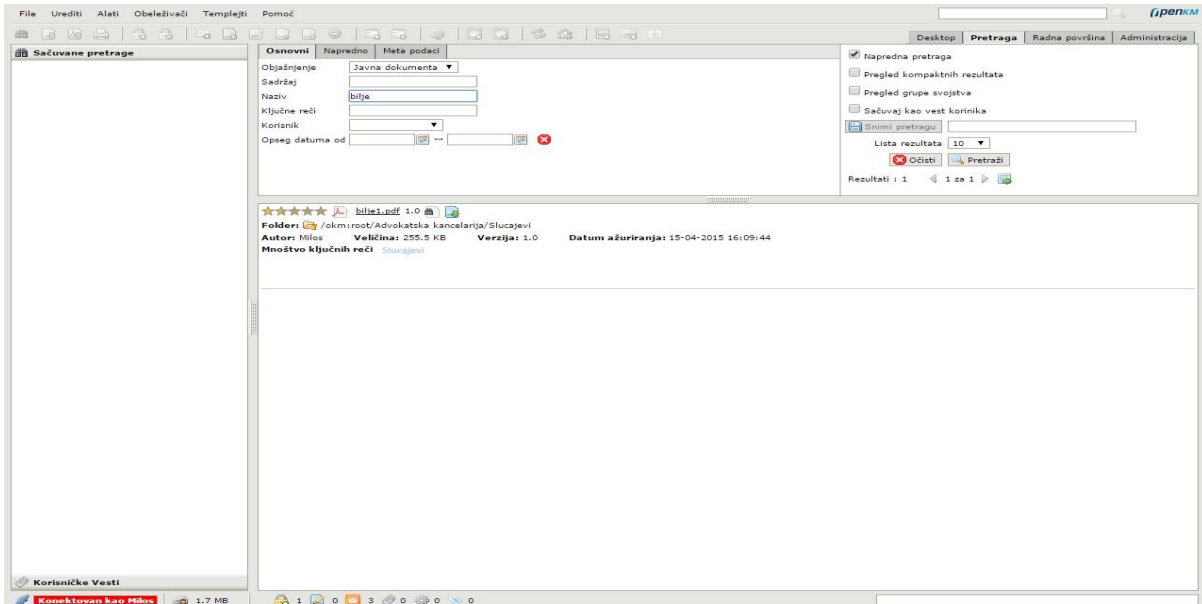 File Urediti Alati Obeleživači Templejti Pomoć
OpenKM
Desktop Pretraga Radna površina Administracija
Sačuvane pretrage
Osnovni Napredno Meta podaci
Objašnjenje Javna dokumenta
Sadržaj
Naziv bilje
Ključne reči
Korisnik
Opseg datuma od --
Napredna pretraga
Pregled kompaktnih rezultata
Pregled grupe svojstva
Sačuvaj kao vest korinika
Snimi pretragu
Lista rezultata 10
Očisti Pretraži
Rezultati : 1 1 za 1
bilje1.pdf 1.0
Folder: /okm:root/Advokatska kancelarija/Slucajevi
Autor: Milos Veličina: 255.5 KB Verzija: 1.0 Datum ažuriranja: 15-04-2015 16:09:44
Mnoštvo ključnih reči Slucajevi
Korisničke Vesti
Konektovan kao Milos 1.7 MB 1 0 3 0 0 0